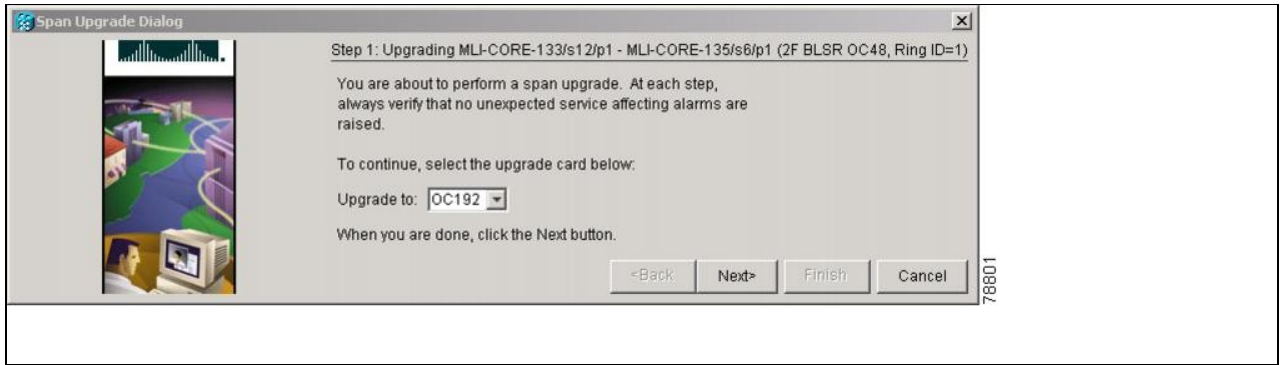 Span Upgrade Dialog
Step 1: Upgrading MLI-CORE-133/s12/p1 - MLI-CORE-135/s6/p1 (2F BLSR OC48, Ring ID=1)
You are about to perform a span upgrade. At each step,
always verify that no unexpected service affecting alarms are
raised.
To continue, select the upgrade card below:
Upgrade to: OC192
When you are done, click the Next button.
<Back Next> Finish Cancel
78801